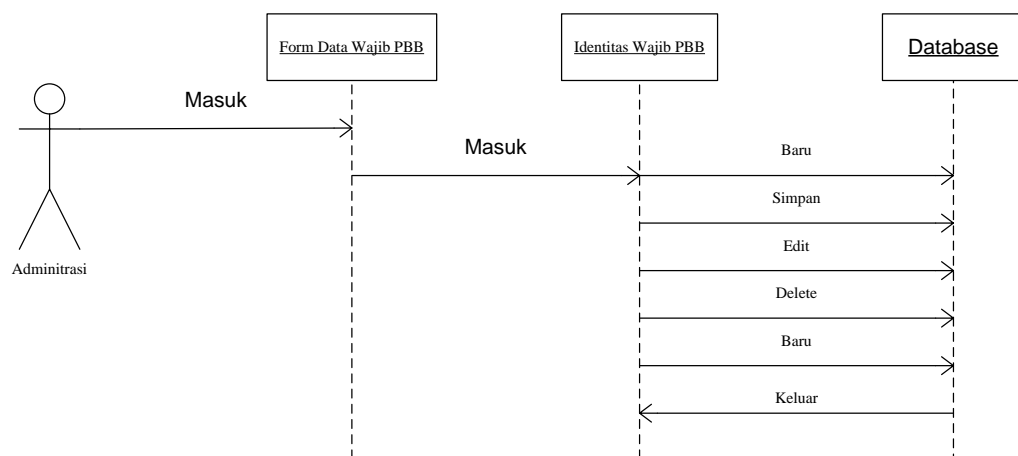 Form Data Wajib PBB
Identitas Wajib PBB
Database
Masuk
Masuk
Baru
Simpan
Edit
Delete
Baru
Keluar
Adminitrasi